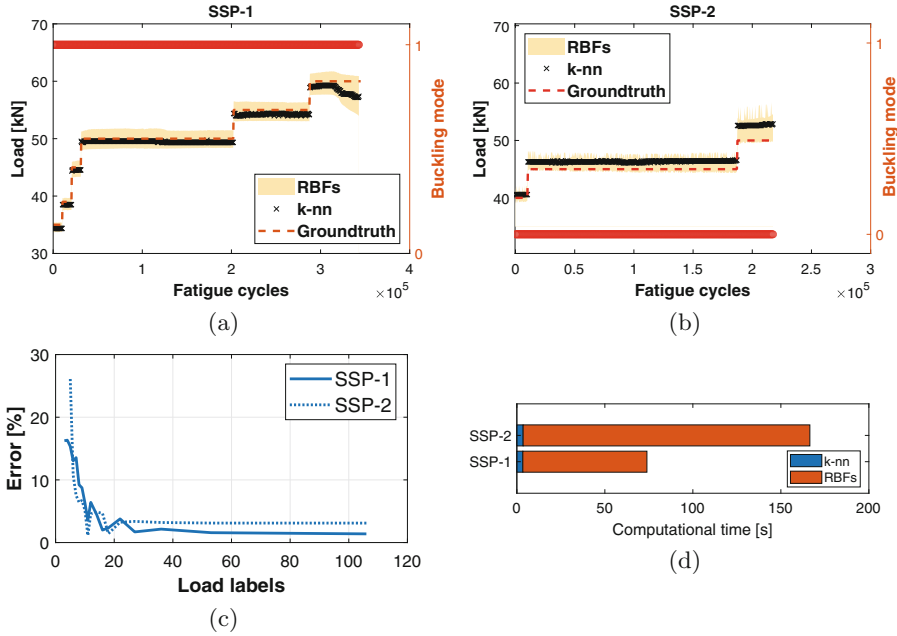 SSP-1
70
60
50
40
30
Load [kN]
RBFs
k-nn
Groundtruth
RBFs
k-nn
Groundtruth
1
0
Buckling mode
0
1
2
3
4
× 10^5
Fatigue cycles
(a)
SSP-2
70
60
50
40
Load [kN]
RBFs
k-nn
Groundtruth
1
0
Buckling mode
0
0.5
1
1.5
2
2.5
3
× 10^5
Fatigue cycles
(b)
30
20
10
0
Error [%]
SSP-1
SSP-2
0
20
40
60
80
100
120
Load labels
(c)
SSP-2
SSP-1
k-nn
RBFs
0
50
100
150
200
Computational time [s]
(d)